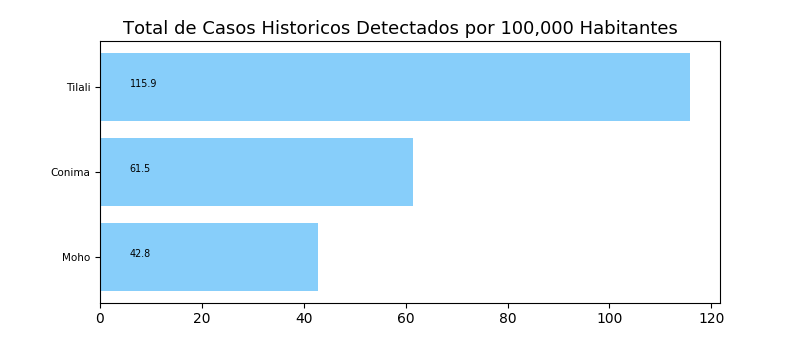 Total de Casos Historicos Detectados por 100,000 Habitantes
Tilali
115.9
Conima
61.5
Moho
42.8
0 20 40 60 80 100 120